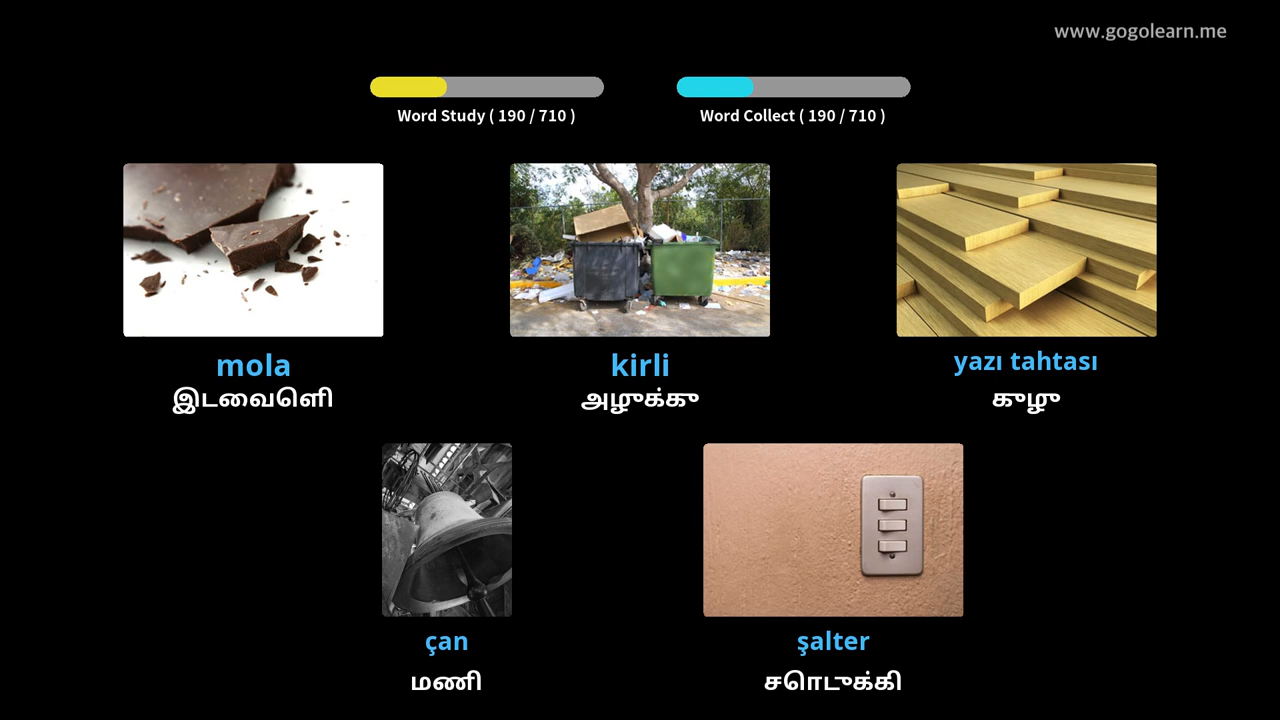 www.gogolearn.me
Word Study ( 190 / 710 )
Word Collect ( 190 / 710 )
mola
இடைவெளி
kirli
அழுக்கு
yazı tahtası
குழு
çan
மணி
şalter
சொடுக்கி